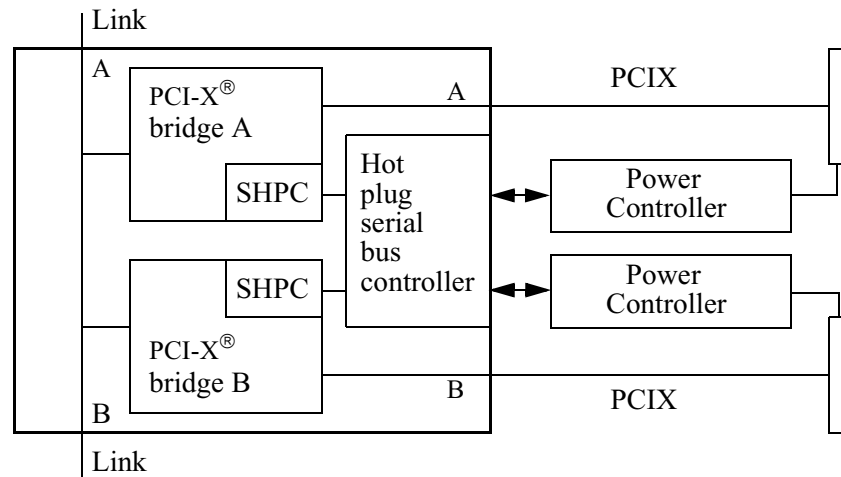 Link
A
PCI-X®
bridge A
SHPC
A
PCIX
Hot
plug
serial
bus
controller
Power
Controller
Power
Controller
SHPC
PCI-X®
bridge B
B
PCIX
B
Link